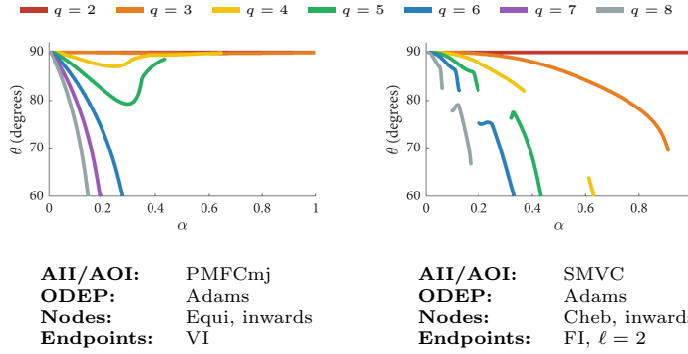 q = 2 q = 3 q = 4 q = 5 q = 6 q = 7 q = 8
90
80
70
60
θ (degrees)
0 0.2 0.4 0.6 0.8 1
α
90
80
70
60
θ (degrees)
0 0.2 0.4 0.6 0.8
α
AII/AOI: PMFCmj
ODEP: Adams
Nodes: Equi, inwards
Endpoints: VI
AII/AOI: SMVC
ODEP: Adams
Nodes: Cheb, inwards
Endpoints: FI, ℓ = 2